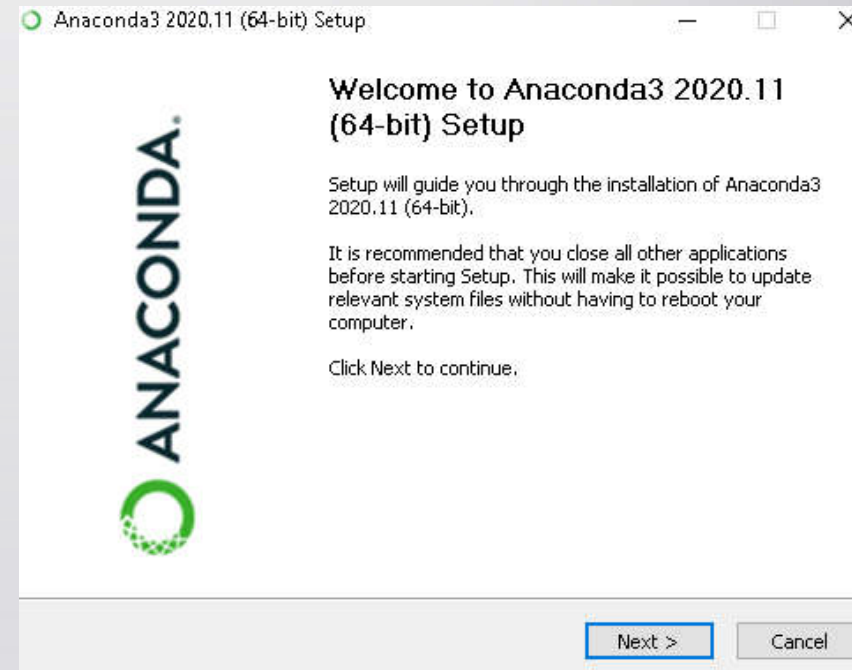 Anaconda3 2020.11 (64-bit) Setup
Welcome to Anaconda3 2020.11
(64-bit) Setup
Setup will guide you through the installation of Anaconda3
2020.11 (64-bit).
It is recommended that you close all other applications
before starting Setup. This will make it possible to update
relevant system files without having to reboot your
computer.
Click Next to continue.
ANACONDA.
Next >
Cancel